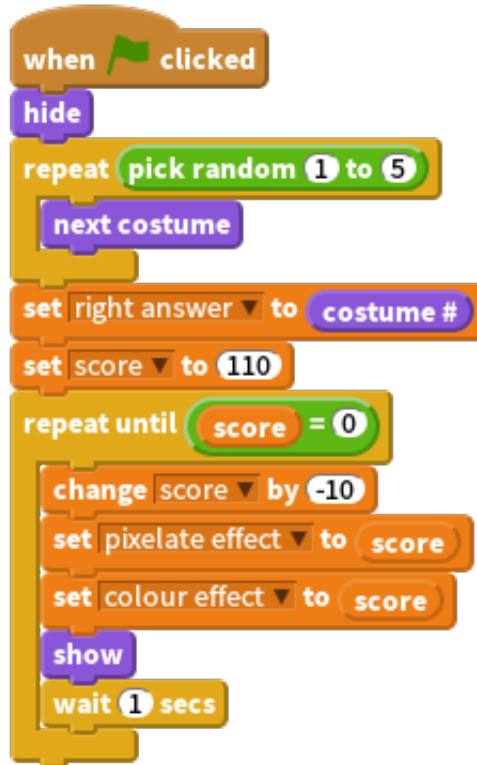 when clicked
hide
repeat pick random 1 to 5
next costume
set right answer to costume #
set score to 110
repeat until score = 0
change score by -10
set pixelate effect to score
set colour effect to score
show
wait 1 secs